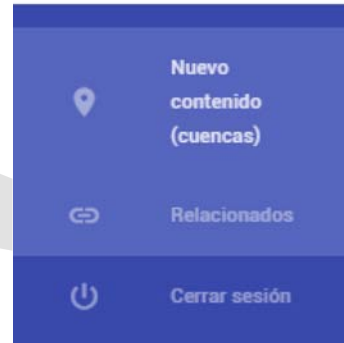 Nuevo
contenido
(cuencas)
Relacionados
Cerrar sesión